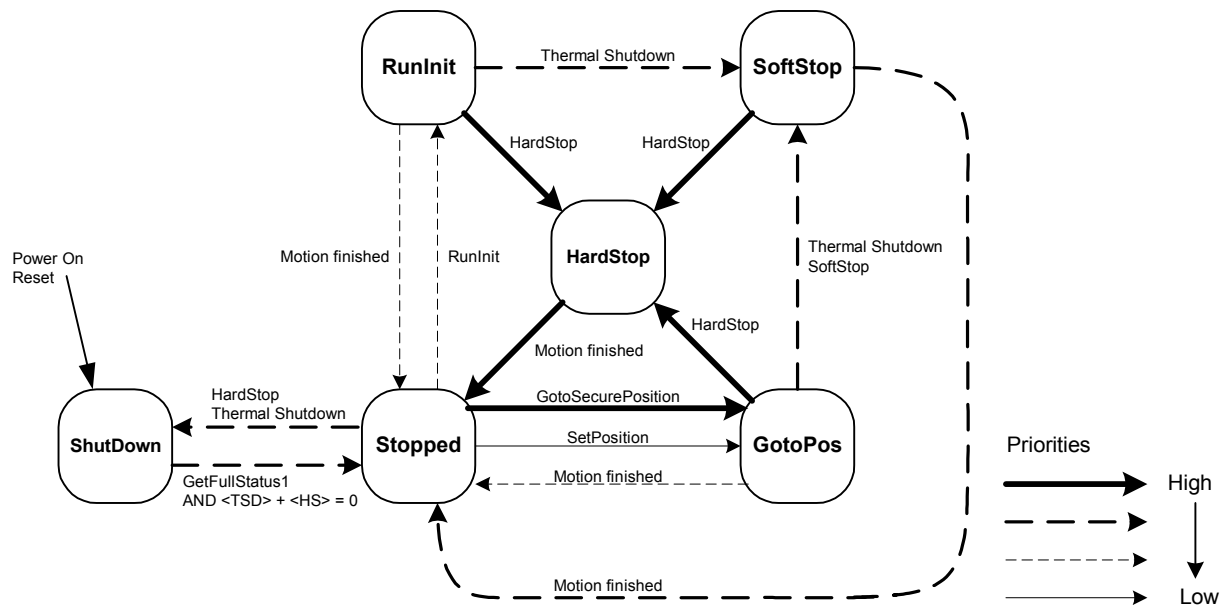 RunInit
Thermal Shutdown
SoftStop
HardStop
HardStop
Motion finished
RunInit
HardStop
Thermal Shutdown
SoftStop
Power On
Reset
HardStop
Motion finished
HardStop
Thermal Shutdown
GotoSecurePosition
ShutDown
Stopped
SetPosition
GotoPos
Motion finished
GetFullStatus1
AND <TSD> + <HS> = 0
Motion finished
Priorities
High
Low